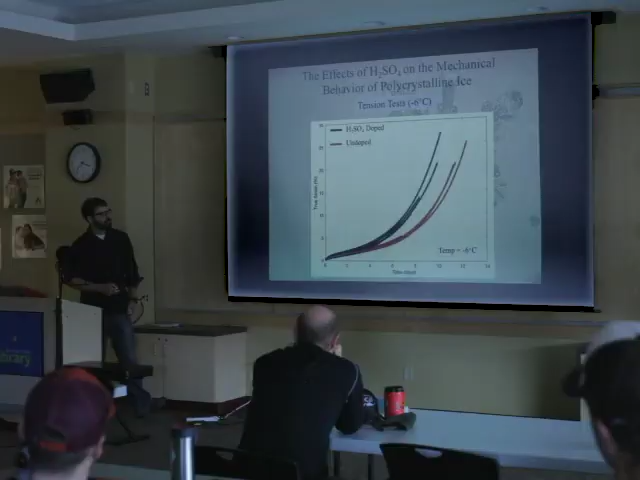 The Effects of H₂SO₄ on the Mechanical
Behavior of Polycrystalline Ice
Tension Tests (-6°C)
H₂SO₄ Doped
Undoped
Temp = -6°C
library